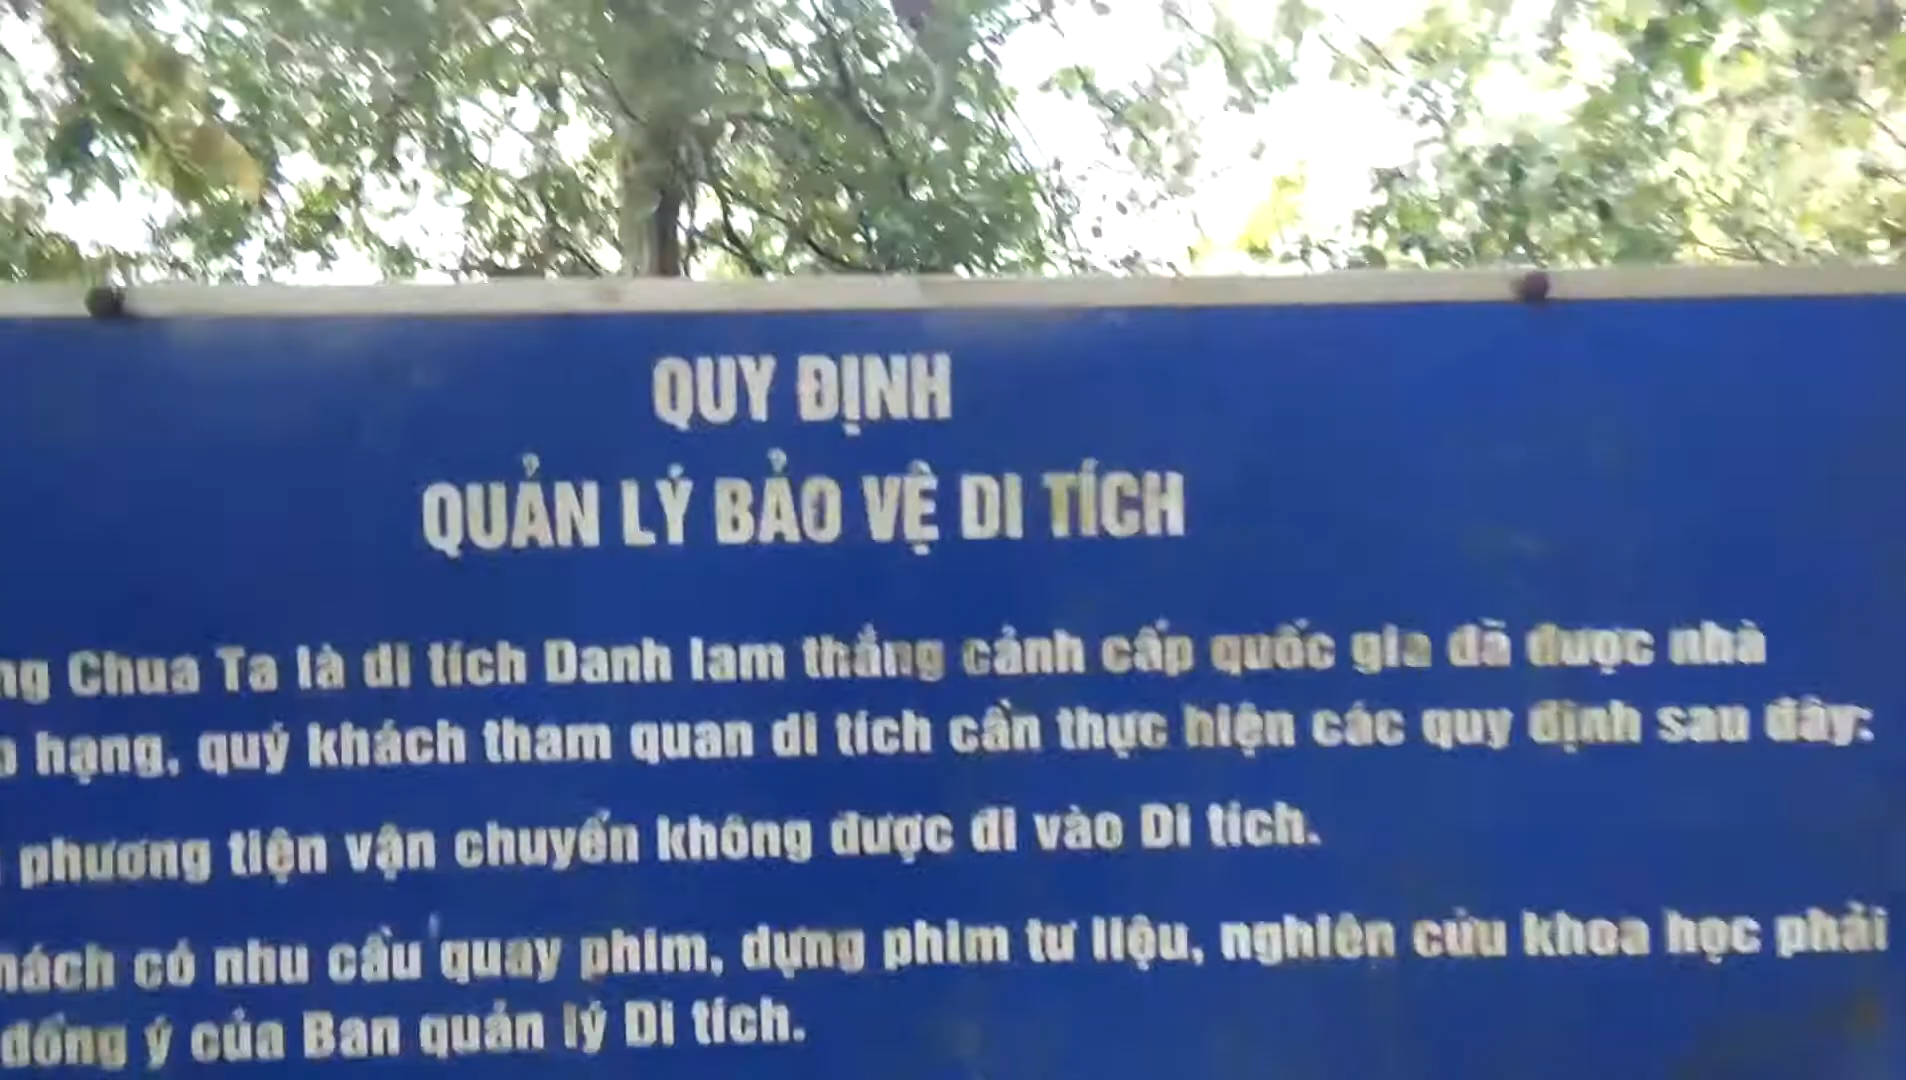 QUY ĐỊNH
QUẢN LÝ BẢO VỆ DI TÍCH
Chua Ta là di tích Danh lam thắng cảnh cấp quốc gia đã được nhà
hạng, quý khách tham quan di tích cần thực hiện các quy định sau đây:
phương tiện vận chuyển không được đi vào Di tích.
có nhu cầu quay phim, dựng phim tư liệu, nghiên cứu khoa học phải
đồng ý của Ban quản lý Di tích.